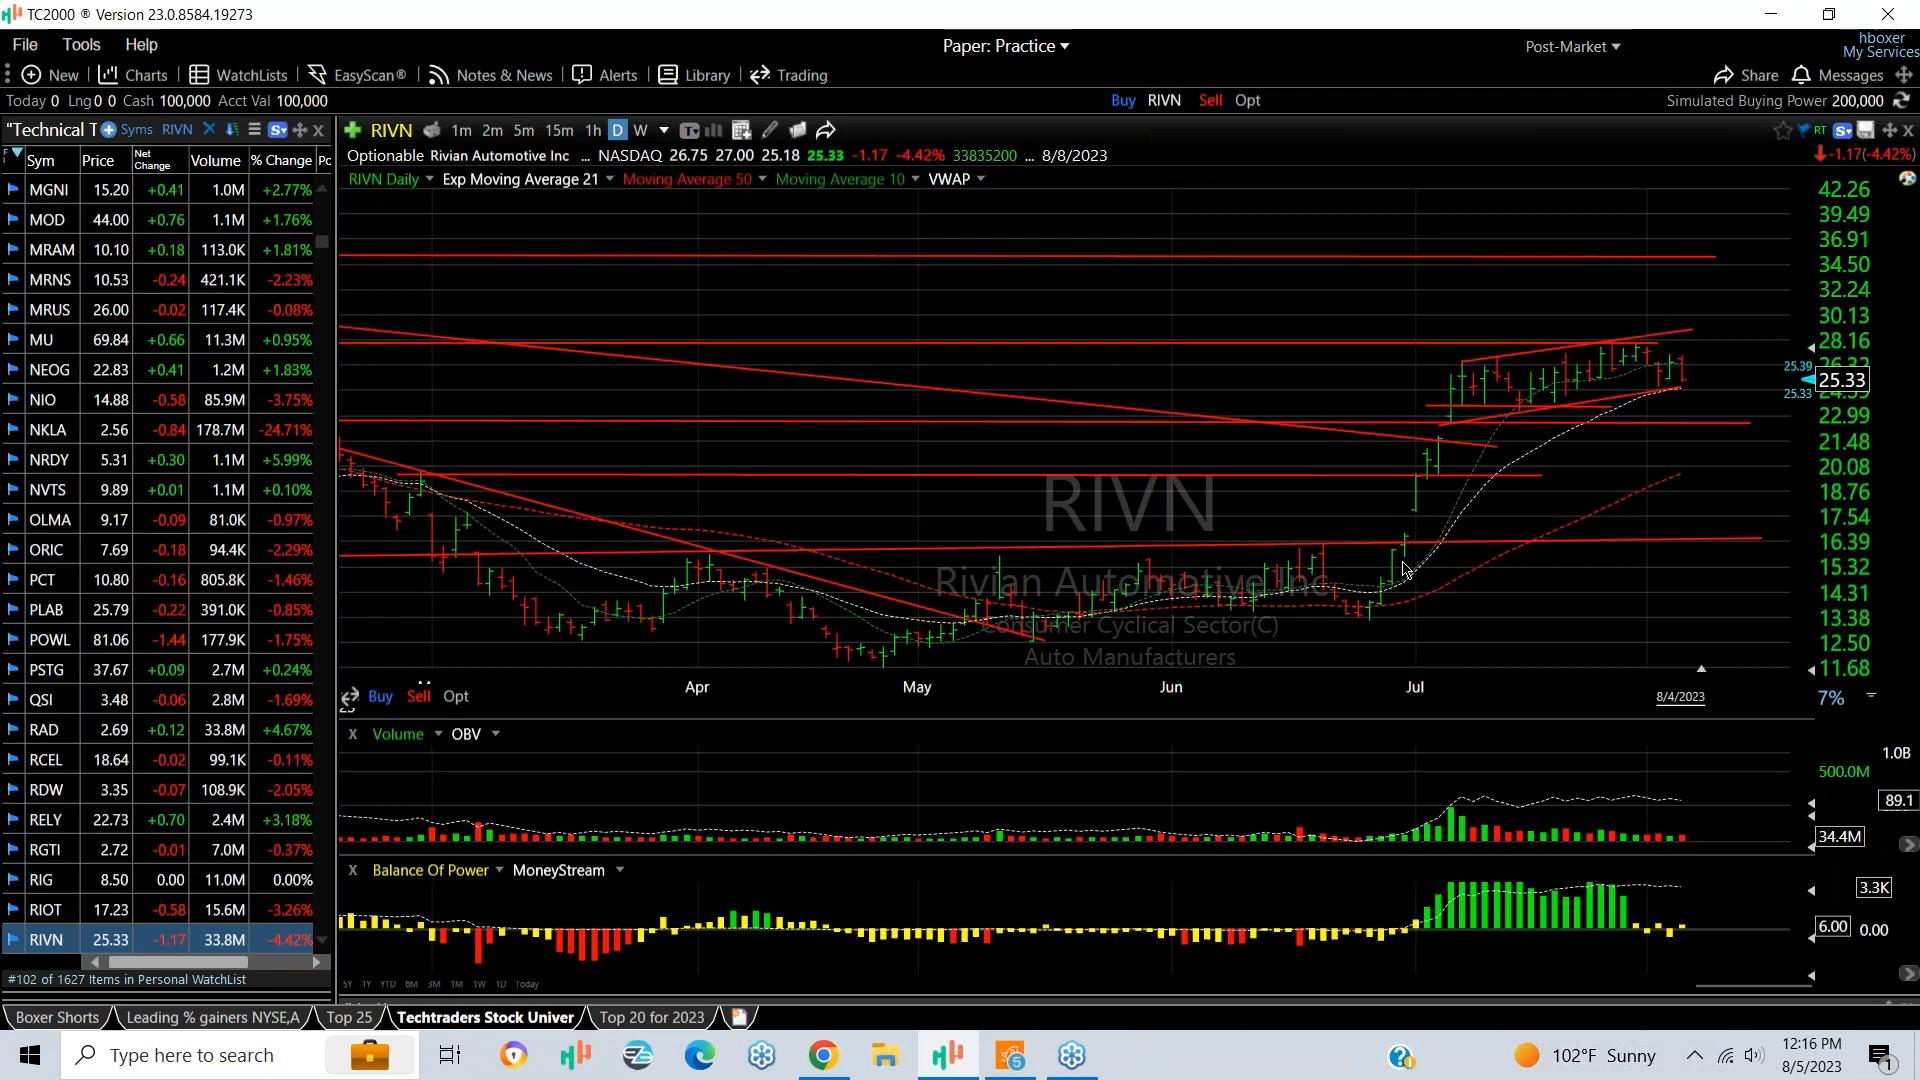 TC2000 ® Version 23.0.8584.19273
File Tools Help
Paper: Practice
Post-Market
hboxer
My Services
New Charts WatchLists EasyScan® Notes & News Alerts Library Trading
Share Messages
Today 0 Lng 0 0 Cash 100,000 Acct Val 100,000
Buy RIVN Sell Opt
Simulated Buying Power 200,000
"Technical T Syms RIVN
Sym Price Net Change Volume % Change Pc
MGNI 15.20 +0.41 1.0M +2.77%
MOD 44.00 +0.76 1.1M +1.76%
MRAM 10.10 +0.18 113.0K +1.81%
MRNS 10.53 -0.24 421.1K -2.23%
MRUS 26.00 -0.02 117.4K -0.08%
MU 69.84 +0.66 11.3M +0.95%
NEOG 22.83 +0.41 1.2M +1.83%
NIO 14.88 -0.58 85.9M -3.75%
NKLA 2.56 -0.84 178.7M -24.71%
NRDY 5.31 +0.30 1.1M +5.99%
NVTS 9.89 +0.01 1.1M +0.10%
OLMA 9.17 -0.09 81.0K -0.97%
ORIC 7.69 -0.18 94.4K -2.29%
PCT 10.80 -0.16 805.8K -1.46%
PLAB 25.79 -0.22 391.0K -0.85%
POWL 81.06 -1.44 177.9K -1.75%
PSTG 37.67 +0.09 2.7M +0.24%
QSI 3.48 -0.06 2.8M -1.69%
RAD 2.69 +0.12 33.8M +4.67%
RCEL 18.64 -0.02 99.1K -0.11%
RDW 3.35 -0.07 108.9K -2.05%
RELY 22.73 +0.70 2.4M +3.18%
RGTI 2.72 -0.01 7.0M -0.37%
RIG 8.50 0.00 11.0M 0.00%
RIOT 17.23 -0.58 15.6M -3.26%
RIVN 25.33 -1.17 33.8M -4.42%
#102 of 1627 Items in Personal WatchList
RIVN 1m 2m 5m 15m 1h D W
RT
Optionable Rivian Automotive Inc ... NASDAQ 26.75 27.00 25.18 25.33 -1.17 -4.42% 33835200 ... 8/8/2023
-1.17(-4.42%)
RIVN Daily Exp Moving Average 21 Moving Average 50 Moving Average 10 VWAP
42.26
39.49
36.91
34.50
32.24
30.13
28.16
25.39
25.33
25.33
22.99
21.48
20.08
18.76
17.54
16.39
15.32
14.31
13.38
12.50
11.68
7%
RIVN
Rivian Automotive Inc
Consumer Cyclical Sector(C)
Auto Manufacturers
Apr May Jun Jul
8/4/2023
Buy Sell Opt
X Volume OBV
1.0B
500.0M
89.1
34.4M
X Balance Of Power MoneyStream
3.3K
6.00 0.00
5Y 1Y YTD 6M 3M 1M 1W 1D Today
Boxer Shorts Leading % gainers NYSE,A Top 25 Techtraders Stock Univer Top 20 for 2023
Type here to search
5
102°F Sunny
12:16 PM
8/5/2023
1